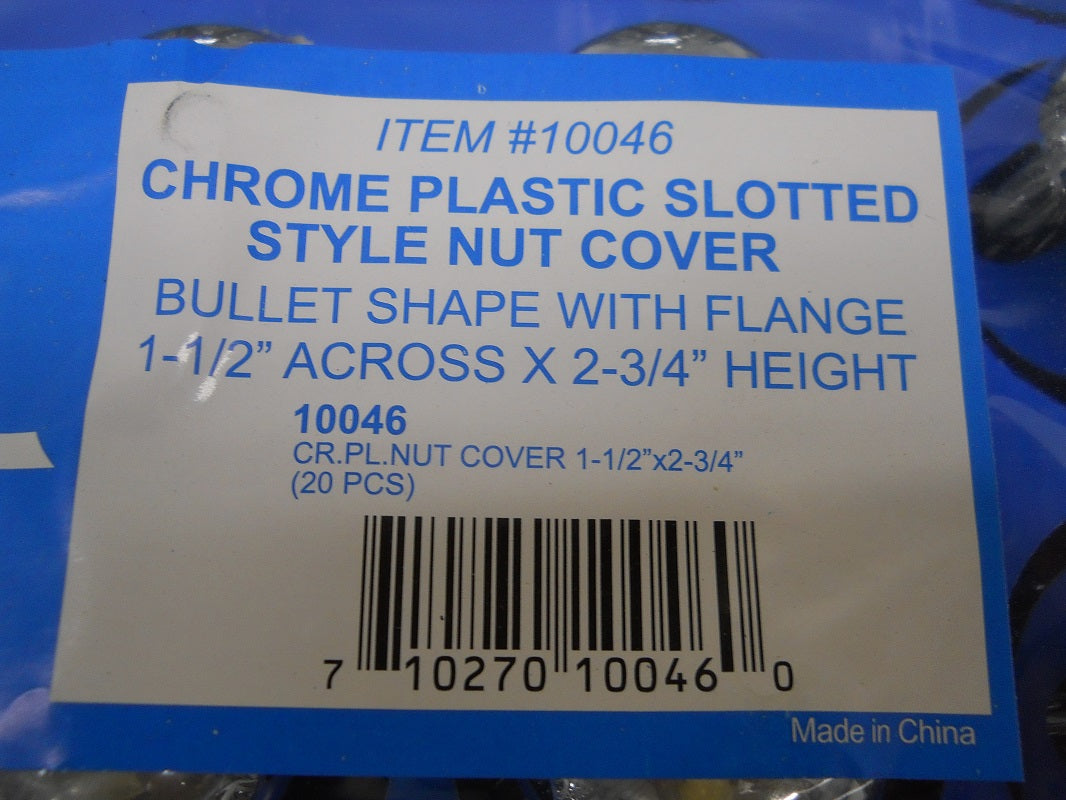 ITEM #10046
CHROME PLASTIC SLOTTED
STYLE NUT COVER
BULLET SHAPE WITH FLANGE
1-1/2” ACROSS X 2-3/4” HEIGHT
10046
CR.PL.NUT COVER 1-1/2”x2-3/4”
(20 PCS)
7 10270 10046 0
Made in China